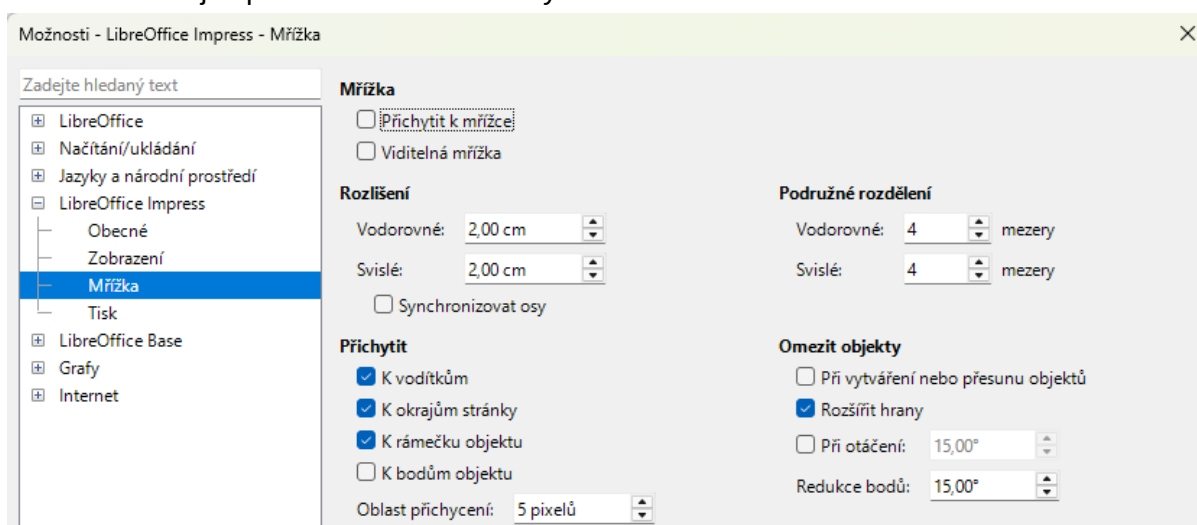 Možnosti - LibreOffice Impress - Mřížka
Zadejte hledaný text
LibreOffice
Načítání/ukládání
Jazyky a národní prostředí
LibreOffice Impress
Obecné
Zobrazení
Mřížka
Tisk
LibreOffice Base
Grafy
Internet
Mřížka
Přichytit k mřížce
Viditelná mřížka
Rozlišení
Vodorovné: 2,00 cm
Svislé: 2,00 cm
Synchronizovat osy
Podružné rozdělení
Vodorovné: 4 mezery
Svislé: 4 mezery
Přichytit
K vodítkům
K okrajům stránky
K rámečku objektu
K bodům objektu
Oblast přichycení: 5 pixelů
Omezit objekty
Při vytváření nebo přesunu objektů
Rozšířit hrany
Při otáčení: 15,00°
Redukce bodů: 15,00°